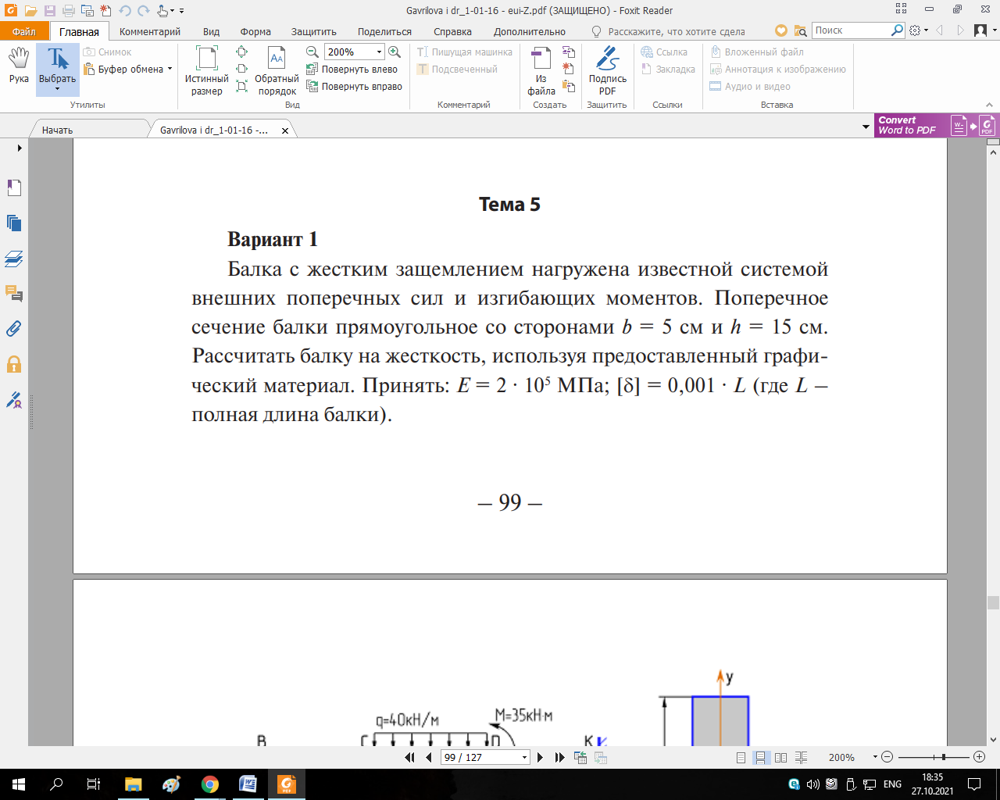 Gavrilova i dr_1-01-16 - eui-Z.pdf (ЗАЩИЩЕНО) - Foxit Reader
Файл Главная Комментарий Вид Форма Защитить Поделиться Справка Дополнительно Расскажите, что хотите сдела Поиск
Рука
Выбрать
Снимок
Буфер обмена
Утилиты
Истинный размер
Обратный порядок
200%
Повернуть влево
Повернуть вправо
Вид
Пишущая машинка
Подсвеченный
Комментарий
Из файла
Создать
Подпись PDF
Защитить
Ссылка
Закладка
Ссылки
Вложенный файл
Аннотация к изображению
Аудио и видео
Вставка
Начать
Gavrilova i dr_1-01-16 -...
Convert
Word to PDF
Тема 5
Вариант 1
Балка с жестким защемлением нагружена известной системой
внешних поперечных сил и изгибающих моментов. Поперечное
сечение балки прямоугольное со сторонами b = 5 см и h = 15 см.
Рассчитать балку на жесткость, используя предоставленный графи-
ческий материал. Принять: E = 2 · 10⁵ МПа; [δ] = 0,001 · L (где L –
полная длина балки).
– 99 –
y
q=40кН/м
M=35кН·м
B C D K
99 / 127
200%
ENG
18:35
27.10.2021